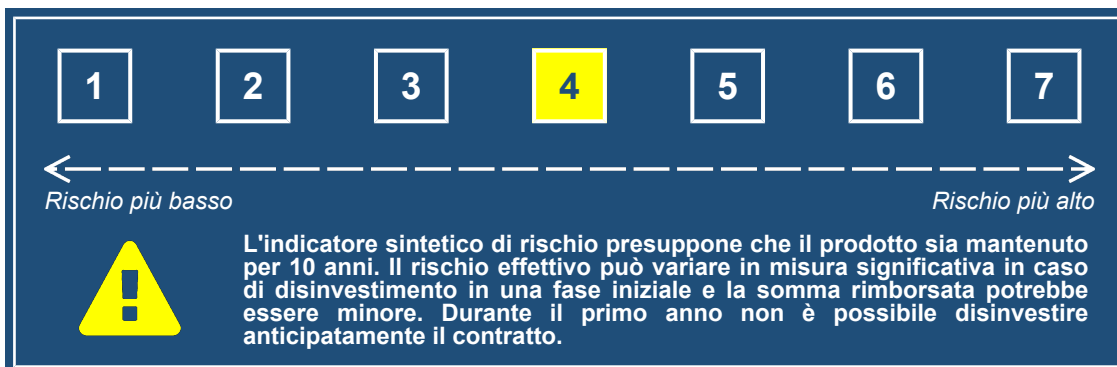 1 2 3 4 5 6 7
Rischio più basso Rischio più alto
L'indicatore sintetico di rischio presuppone che il prodotto sia mantenuto
per 10 anni. Il rischio effettivo può variare in misura significativa in caso
di disinvestimento in una fase iniziale e la somma rimborsata potrebbe
essere minore. Durante il primo anno non è possibile disinvestire
anticipatamente il contratto.